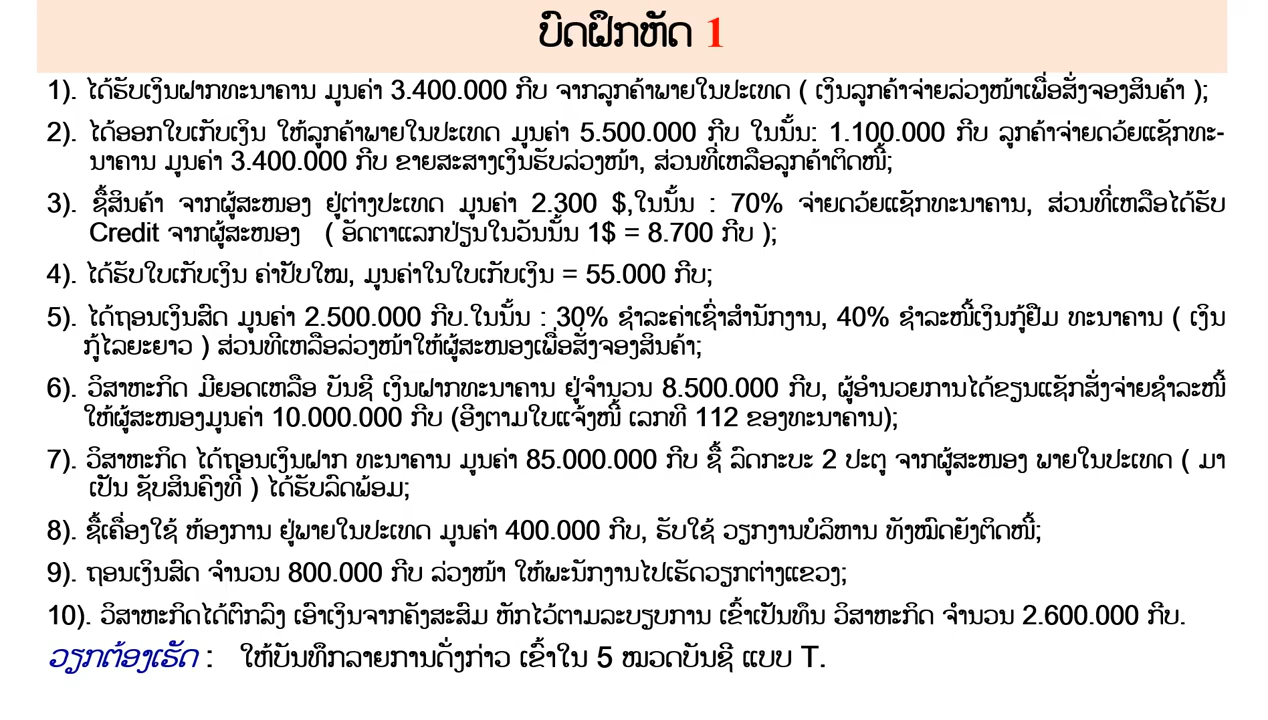 ບົດຝຶກຫັດ 1
1). ໄດ້ຮັບເງິນຝາກທະນາຄານ ມູນຄ່າ 3.400.000 ກີບ ຈາກລູກຄ້າພາຍໃນປະເທດ ( ເງິນລູກຄ້າຈ່າຍລ່ວງໜ້າເພື່ອສັ່ງຈອງສິນຄ້າ );
2). ໄດ້ອອກໃບເກັບເງິນ ໃຫ້ລູກຄ້າພາຍໃນປະເທດ ມູນຄ່າ 5.500.000 ກີບ ໃນນັ້ນ: 1.100.000 ກີບ ລູກຄ້າຈ່າຍດວ້ຍແຊັກທະ-
ນາຄານ ມູນຄ່າ 3.400.000 ກີບ ຂາຍສະສາງເງິນຮັບລ່ວງໜ້າ, ສ່ວນທີ່ເຫລືອລູກຄ້າຕິດໜີ້;
3). ຊື້ສິນຄ້າ ຈາກຜູ້ສະໜອງ ຢູ່ຕ່າງປະເທດ ມູນຄ່າ 2.300 $,ໃນນັ້ນ : 70% ຈ່າຍດວ້ຍແຊັກທະນາຄານ, ສ່ວນທີ່ເຫລືອໄດ້ຮັບ
Credit ຈາກຜູ້ສະໜອງ ( ອັດຕາແລກປ່ຽນໃນວັນນັ້ນ 1$ = 8.700 ກີບ );
4). ໄດ້ຮັບໃບເກັບເງິນ ຄ່າປັບໃໝ, ມູນຄ່າໃນໃບເກັບເງິນ = 55.000 ກີບ;
5). ໄດ້ຖອນເງິນສົດ ມູນຄ່າ 2.500.000 ກີບ.ໃນນັ້ນ : 30% ຊໍາລະຄ່າເຊົ່າສໍານັກງານ, 40% ຊໍາລະໜີ້ເງິນກູ້ຢືມ ທະນາຄານ ( ເງິນ
ກູ້ໄລຍະຍາວ ) ສ່ວນທີເຫລືອລ່ວງໜ້າໃຫ້ຜູ້ສະໜອງເພື່ອສັ່ງຈອງສິນຄ້າ;
6). ວິສາຫະກິດ ມີຍອດເຫລືອ ບັນຊີ ເງິນຝາກທະນາຄານ ຢູ່ຈໍານວນ 8.500.000 ກີບ, ຜູ້ອໍານວຍການໄດ້ຂຽນແຊັກສັ່ງຈ່າຍຊໍາລະໜີ້
ໃຫ້ຜູ້ສະໜອງມູນຄ່າ 10.000.000 ກີບ (ອີງຕາມໃບແຈ້ງໜີ້ ເລກທີ 112 ຂອງທະນາຄານ);
7). ວິສາຫະກິດ ໄດ້ຖອນເງິນຝາກ ທະນາຄານ ມູນຄ່າ 85.000.000 ກີບ ຊື້ ລົດກະບະ 2 ປະຕູ ຈາກຜູ້ສະໜອງ ພາຍໃນປະເທດ ( ມາ
ເປັນ ຊັບສິນຄົງທີ່ ) ໄດ້ຮັບລົດພ້ອມ;
8). ຊື້ເຄື່ອງໃຊ້ ຫ້ອງການ ຢູ່ພາຍໃນປະເທດ ມູນຄ່າ 400.000 ກີບ, ຮັບໃຊ້ ວຽກງານບໍລິຫານ ທັງໝົດຍັງຕິດໜີ້;
9). ຖອນເງິນສົດ ຈໍານວນ 800.000 ກີບ ລ່ວງໜ້າ ໃຫ້ພະນັກງານໄປເຮັດວຽກຕ່າງແຂວງ;
10). ວິສາຫະກິດໄດ້ຕົກລົງ ເອົາເງິນຈາກຄັງສະສົມ ຫັກໄວ້ຕາມລະບຽບການ ເຂົ້າເປັນທຶນ ວິສາຫະກິດ ຈໍານວນ 2.600.000 ກີບ.
ວຽກຕ້ອງເຮັດ : ໃຫ້ບັນທຶກລາຍການດັ່ງກ່າວ ເຂົ້າໃນ 5 ໝວດບັນຊີ ແບບ T.